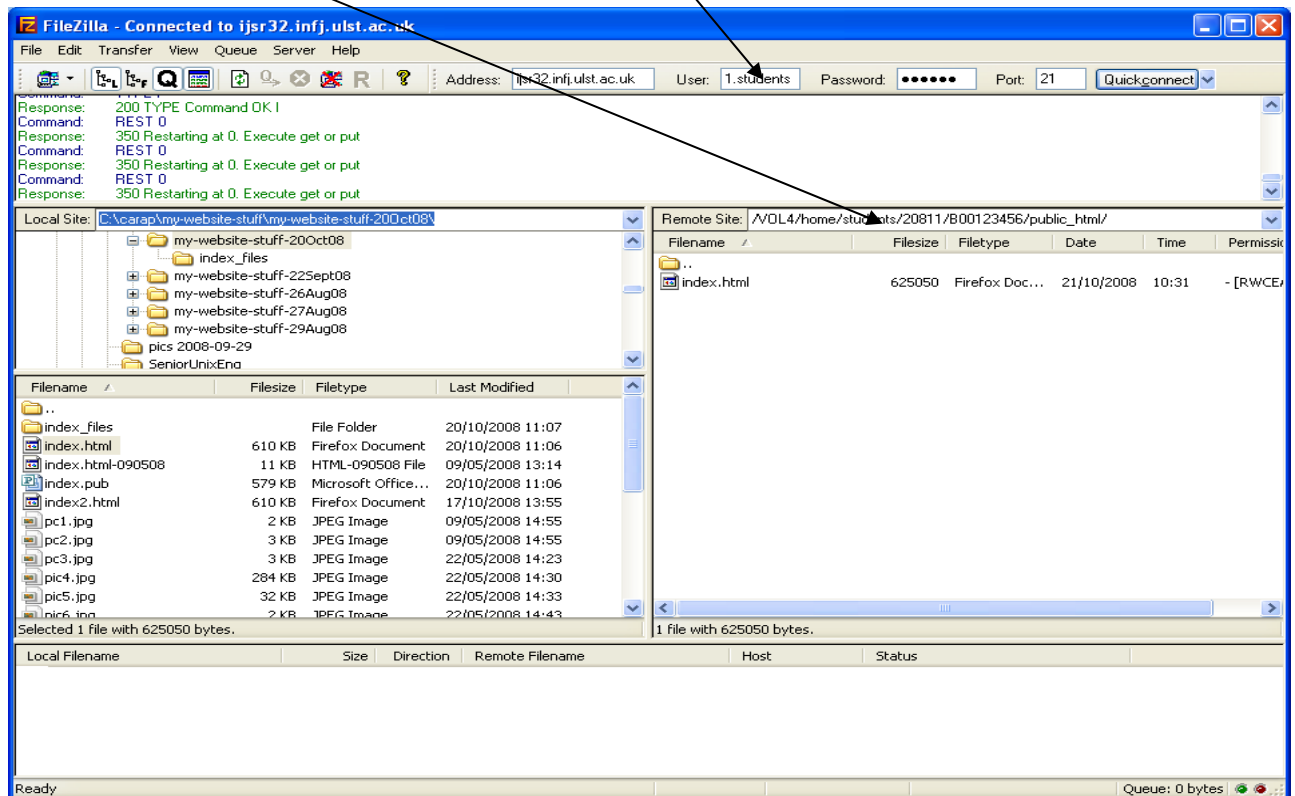 FileZilla - Connected to ijsr32.infj.ulst.ac.uk
File Edit Transfer View Queue Server Help
Address: ijsr32.infj.ulst.ac.uk User: 1.students Password: ●●●●●● Port: 21 Quickconnect
Response: 200 TYPE Command OK I
Command: REST 0
Response: 350 Restarting at 0. Execute get or put
Command: REST 0
Response: 350 Restarting at 0. Execute get or put
Command: REST 0
Response: 350 Restarting at 0. Execute get or put
Local Site: C:\carap\my-website-stuff\my-website-stuff-20Oct08\
my-website-stuff-20Oct08
index_files
my-website-stuff-22Sept08
my-website-stuff-26Aug08
my-website-stuff-27Aug08
my-website-stuff-29Aug08
pics 2008-09-29
SeniorUnixEng
Filename Filesize Filetype Last Modified
..
index_files File Folder 20/10/2008 11:07
index.html 610 KB Firefox Document 20/10/2008 11:06
index.html-090508 11 KB HTML-090508 File 09/05/2008 13:14
index.pub 579 KB Microsoft Office... 20/10/2008 11:06
index2.html 610 KB Firefox Document 17/10/2008 13:55
pc1.jpg 2 KB JPEG Image 09/05/2008 14:55
pc2.jpg 3 KB JPEG Image 09/05/2008 14:55
pc3.jpg 3 KB JPEG Image 22/05/2008 14:23
pic4.jpg 284 KB JPEG Image 22/05/2008 14:30
pic5.jpg 32 KB JPEG Image 22/05/2008 14:33
pic6.jpg 2 KB JPEG Image 22/05/2008 14:43
Selected 1 file with 625050 bytes.
Remote Site: /VOL4/home/students/20811/B00123456/public_html/
Filename Filesize Filetype Date Time Permissic
..
index.html 625050 Firefox Doc... 21/10/2008 10:31 - [RWCEA
1 file with 625050 bytes.
Local Filename Size Direction Remote Filename Host Status
Ready Queue: 0 bytes